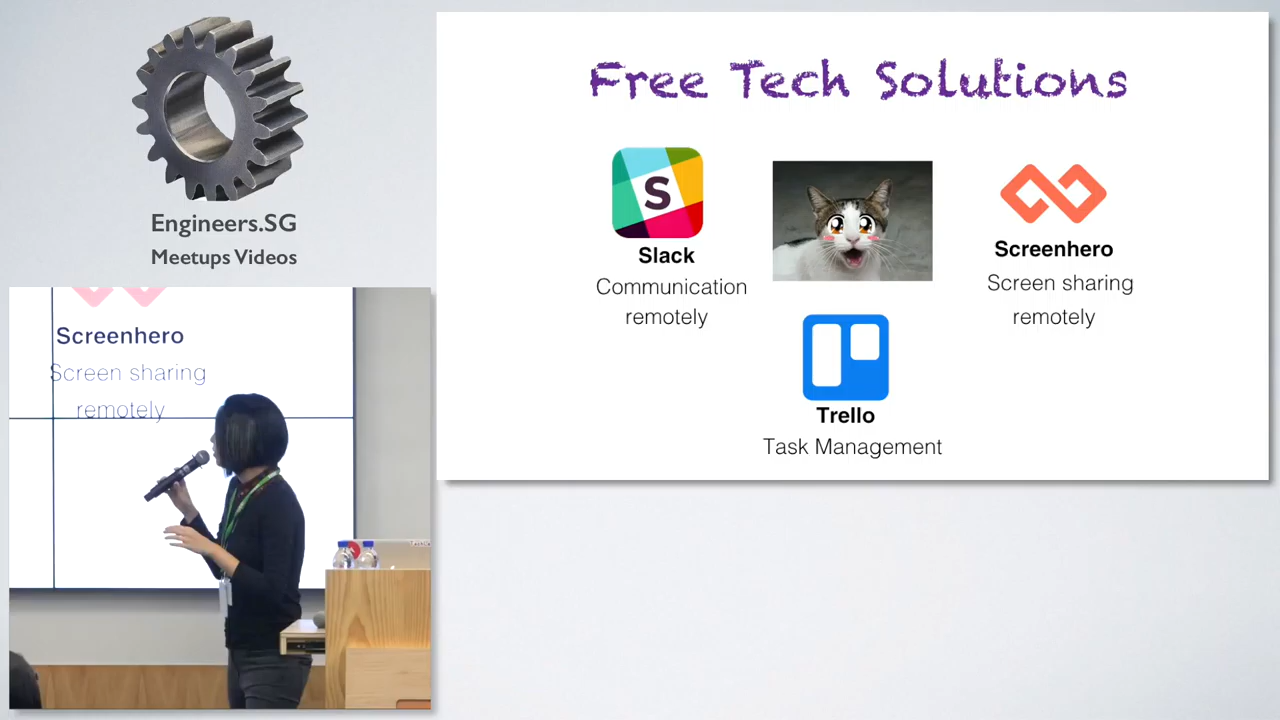 Engineers.SG
Meetups Videos
Free Tech Solutions
S
Slack
Communication
remotely
Screenhero
Screen sharing
remotely
Trello
Task Management
Screenhero
Screen sharing
remotely